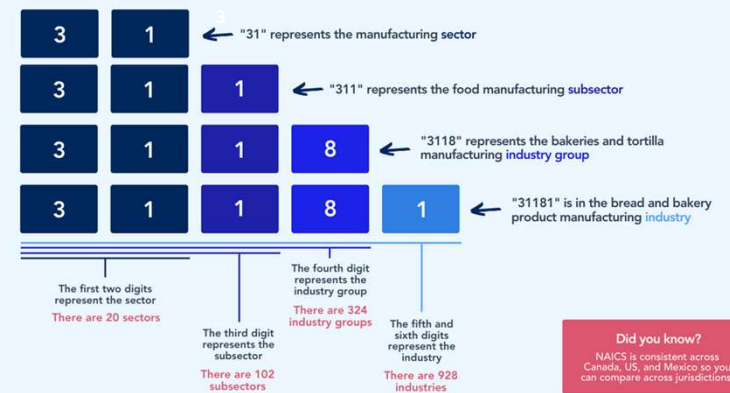 3
3 1 "31" represents the manufacturing sector
3 1 1 "311" represents the food manufacturing subsector
3 1 1 8 "3118" represents the bakeries and tortilla
manufacturing industry group
3 1 1 8 1 "31181" is in the bread and bakery
product manufacturing industry
The first two digits
represent the sector
There are 20 sectors
The third digit
represents the
subsector
There are 102
subsectors
The fourth digit
represents the
industry group
There are 324
industry groups
The fifth and
sixth digits
represent the
industry
There are 928
industries
Did you know?
NAICS is consistent across
Canada, US, and Mexico so you
can compare across jurisdictions